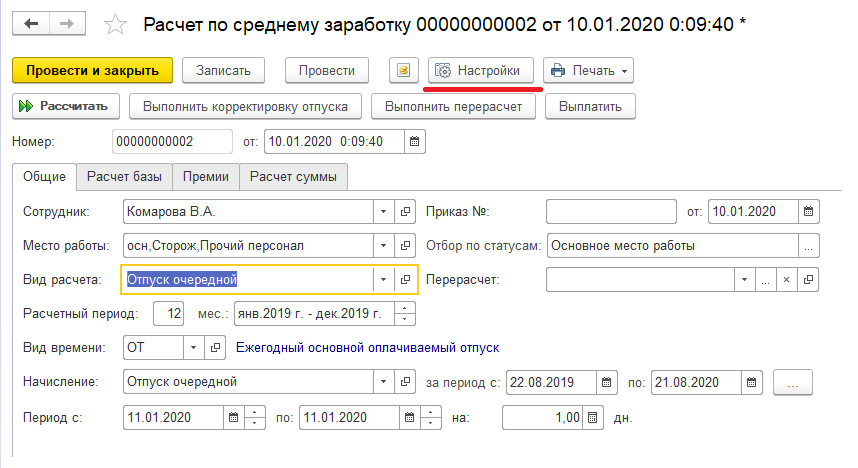 Расчет по среднему заработку 00000000002 от 10.01.2020 0:09:40 *
Провести и закрыть Записать Провести Настройки Печать
Рассчитать Выполнить корректировку отпуска Выполнить перерасчет Выплатить
Номер: 00000000002 от: 10.01.2020 0:09:40
Общие Расчет базы Премии Расчет суммы
Сотрудник: Комарова В.А. Приказ №: от: 10.01.2020
Место работы: осн,Сторож,Прочий персонал Отбор по статусам: Основное место работы ...
Вид расчета: Отпуск очередной Перерасчет: ... ×
Расчетный период: 12 мес.: янв.2019 г. - дек.2019 г.
Вид времени: ОТ Ежегодный основной оплачиваемый отпуск
Начисление: Отпуск очередной за период с: 22.08.2019 по: 21.08.2020 ...
Период с: 11.01.2020 по: 11.01.2020 на: 1,00 дн.